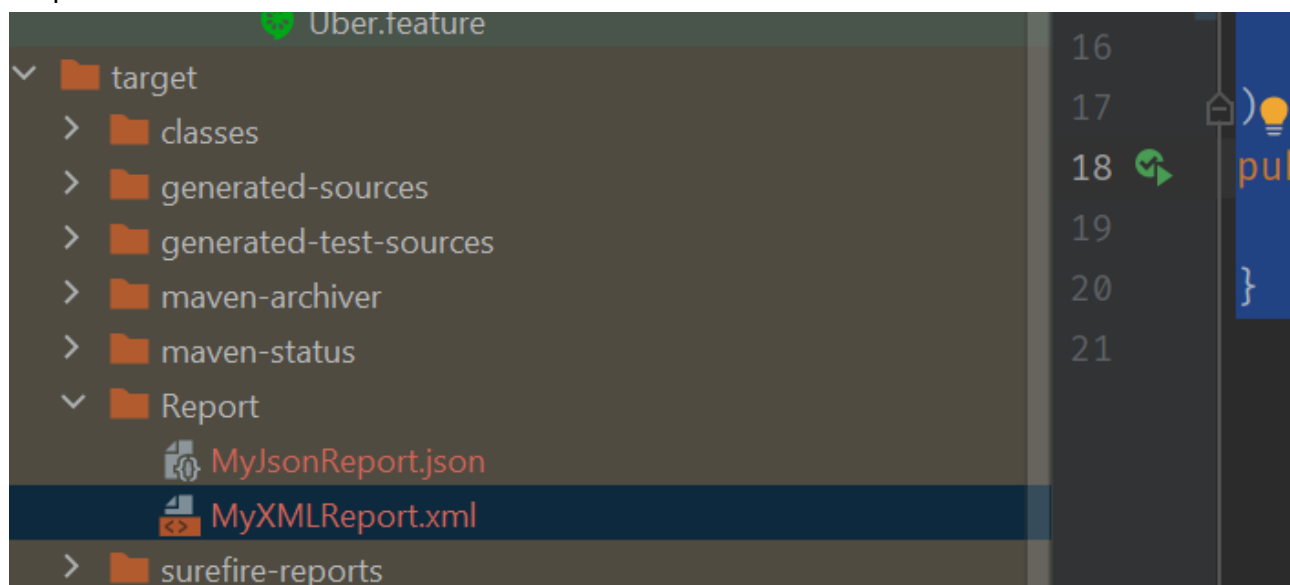 Uber.feature
target
classes
generated-sources
generated-test-sources
maven-archiver
maven-status
Report
MyJsonReport.json
MyXMLReport.xml
surefire-reports
16
17 )
18 pul
19
20 }
21